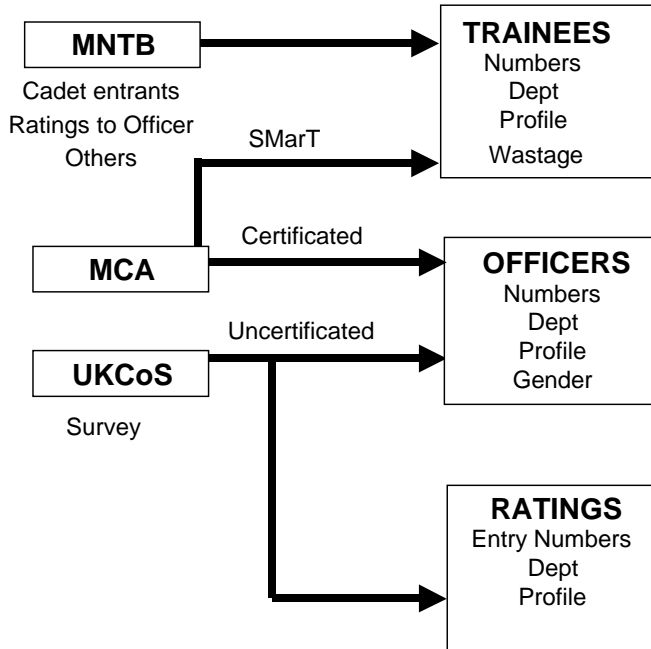 MNTB
Cadet entrants
Ratings to Officer
Others
SMarT
TRAINEES
Numbers
Dept
Profile
Wastage
MCA
Certificated
OFFICERS
Numbers
Dept
Profile
Gender
Uncertificated
UKCoS
Survey
RATINGS
Entry Numbers
Dept
Profile